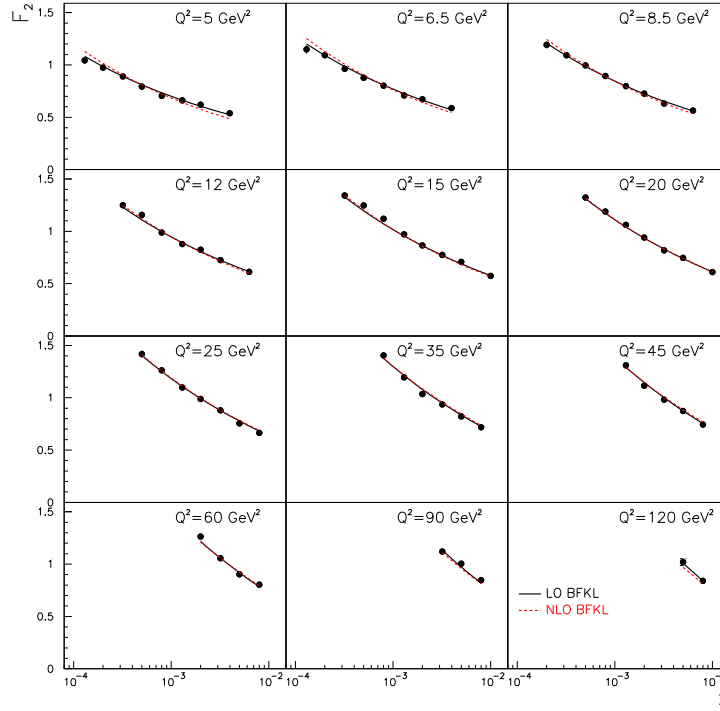 F₂
Q²=5 GeV²
Q²=6.5 GeV²
Q²=8.5 GeV²
1.5
1
0.5
0
Q²=12 GeV²
Q²=15 GeV²
Q²=20 GeV²
1.5
1
0.5
0
Q²=25 GeV²
Q²=35 GeV²
Q²=45 GeV²
1.5
1
0.5
0
Q²=60 GeV²
Q²=90 GeV²
Q²=120 GeV²
1.5
1
0.5
0
LO BFKL
NLO BFKL
10⁻⁴ 10⁻³ 10⁻² 10⁻⁴ 10⁻³ 10⁻² 10⁻⁴ 10⁻³